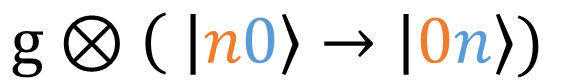 g ⊗ ( |n0⟩ → |0n⟩)